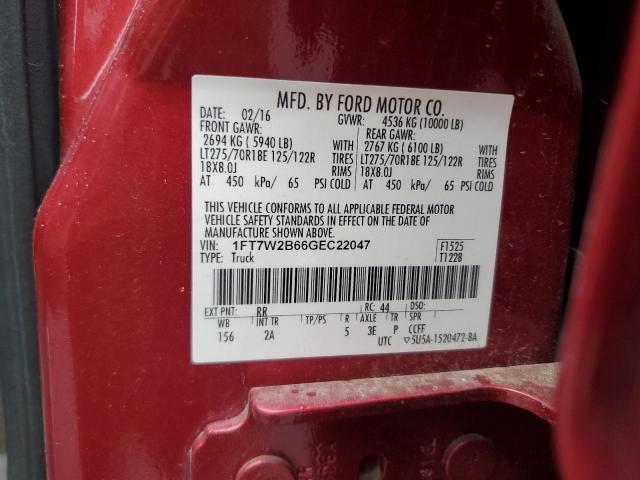 MFD. BY FORD MOTOR CO.
DATE: 02/16 GVWR: 4536 KG (10000 LB)
FRONT GAWR: REAR GAWR:
2694 KG ( 5940 LB) WITH 2767 KG ( 6100 LB) WITH
LT275/70R18E 125/122R TIRES LT275/70R18E 125/122R TIRES
18X8.0J RIMS 18X8.0J RIMS
AT 450 kPa/ 65 PSI COLD AT 450 kPa/ 65 PSI COLD
THIS VEHICLE CONFORMS TO ALL APPLICABLE FEDERAL MOTOR
VEHICLE SAFETY STANDARDS IN EFFECT ON THE DATE OF
MANUFACTURE SHOWN ABOVE.
VIN: 1FT7W2B66GEC22047 F1525
TYPE: Truck T1228
EXT PNT: RR RC: 44 DSO:
WB INT TR TP/PS R AXLE TR SPR
156 2A 5 3E P CCFF
UTC ▽5U5A-1520472-BA